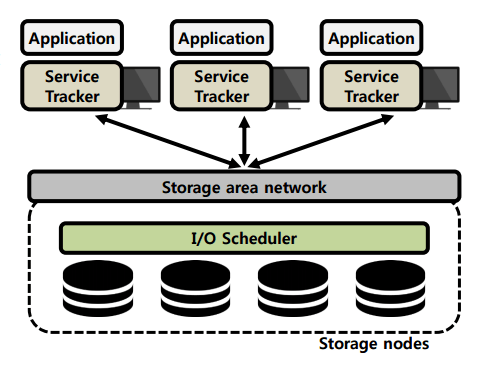 Application
Application
Application
Service
Tracker
Service
Tracker
Service
Tracker
Storage area network
I/O Scheduler
Storage nodes